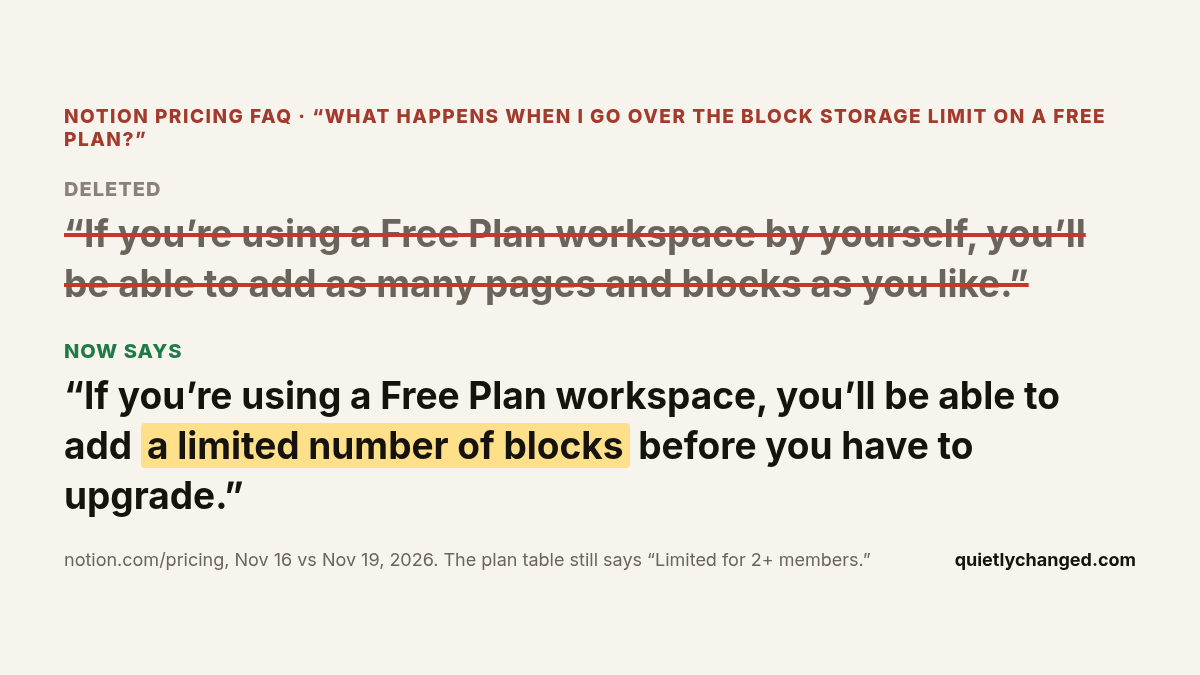 NOTION PRICING FAQ · “WHAT HAPPENS WHEN I GO OVER THE BLOCK STORAGE LIMIT ON A FREE
PLAN?”
DELETED
“If you’re using a Free Plan workspace by yourself, you’ll
be able to add as many pages and blocks as you like.”
NOW SAYS
“If you’re using a Free Plan workspace, you’ll be able to
add a limited number of blocks before you have to
upgrade.”
notion.com/pricing, Nov 16 vs Nov 19, 2026. The plan table still says “Limited for 2+ members.”
quietlychanged.com